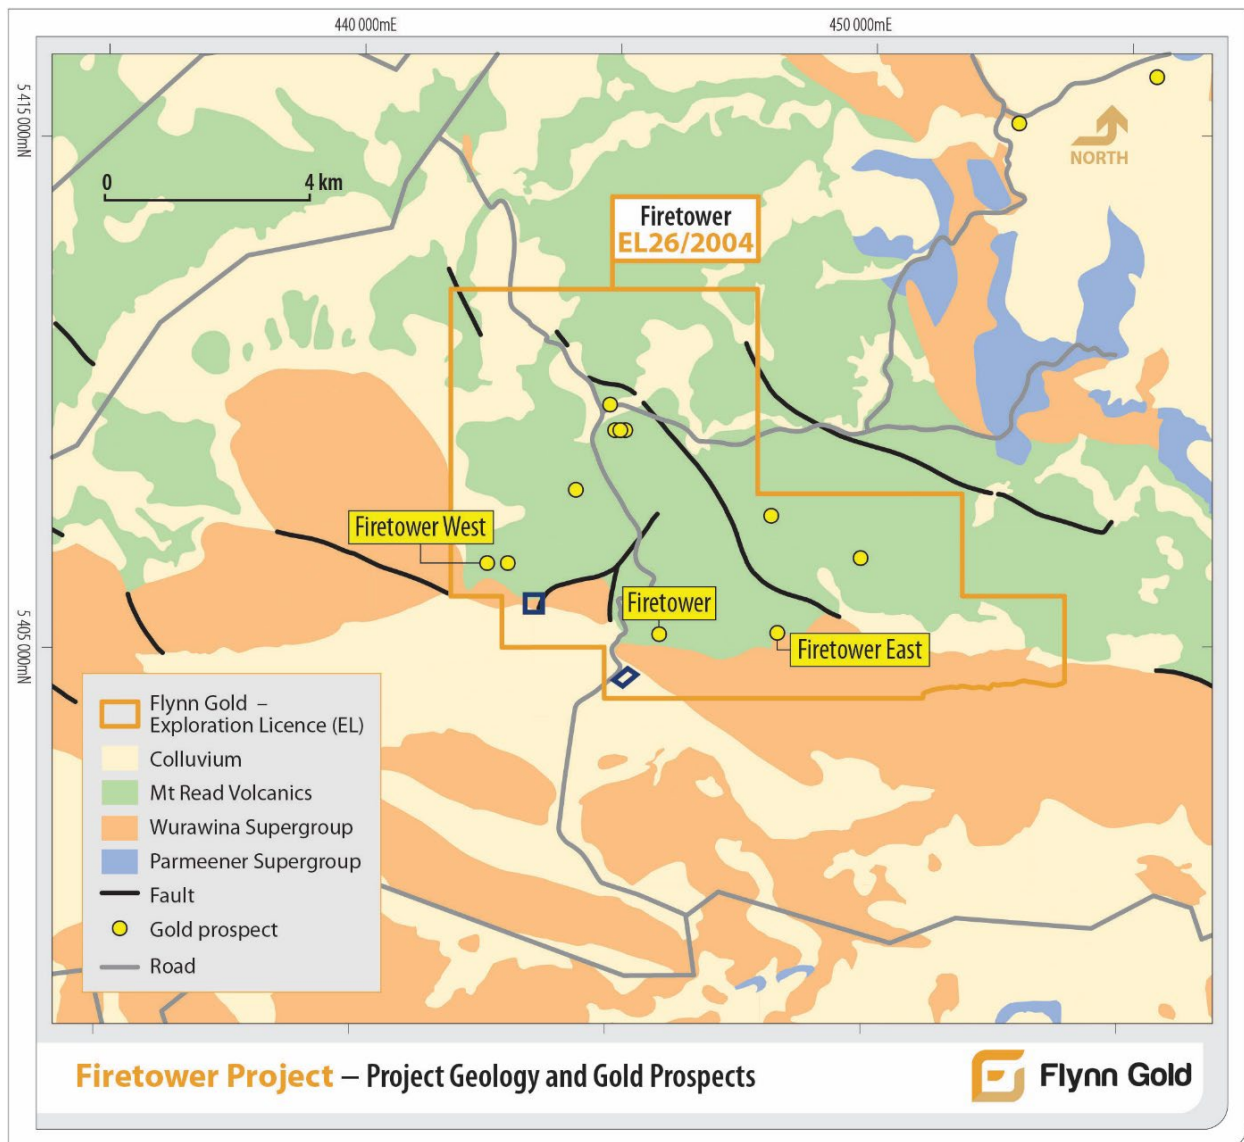 440 000mE
450 000mE
5 415 000mN
NORTH
0 4 km
Firetower
EL26/2004
Firetower West
Firetower
Firetower East
5 405 000mN
Flynn Gold –
Exploration Licence (EL)
Colluvium
Mt Read Volcanics
Wurawina Supergroup
Parmeener Supergroup
Fault
Gold prospect
Road
Firetower Project – Project Geology and Gold Prospects
Flynn Gold